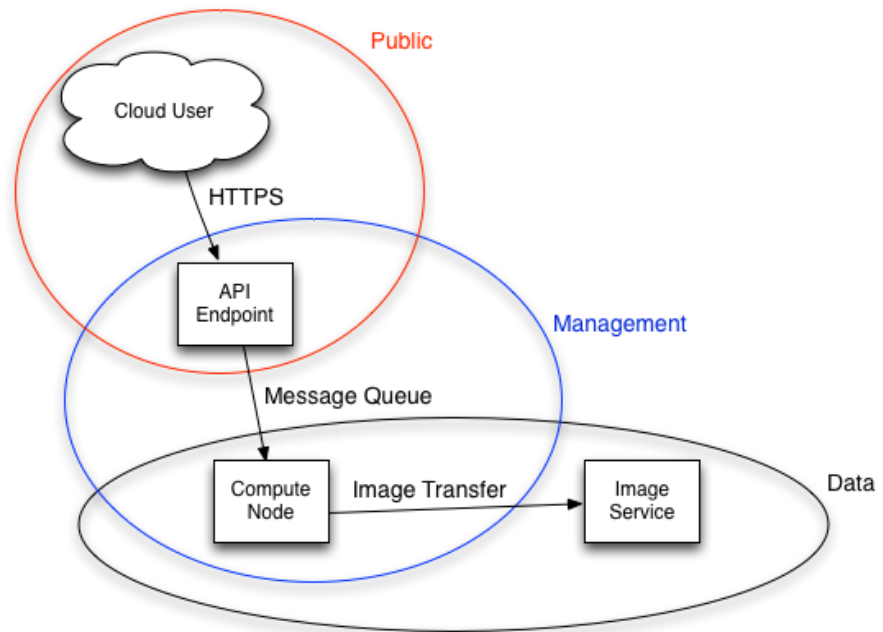 Public
Cloud User
HTTPS
API
Endpoint
Management
Message Queue
Compute
Node
Image Transfer
Image
Service
Data